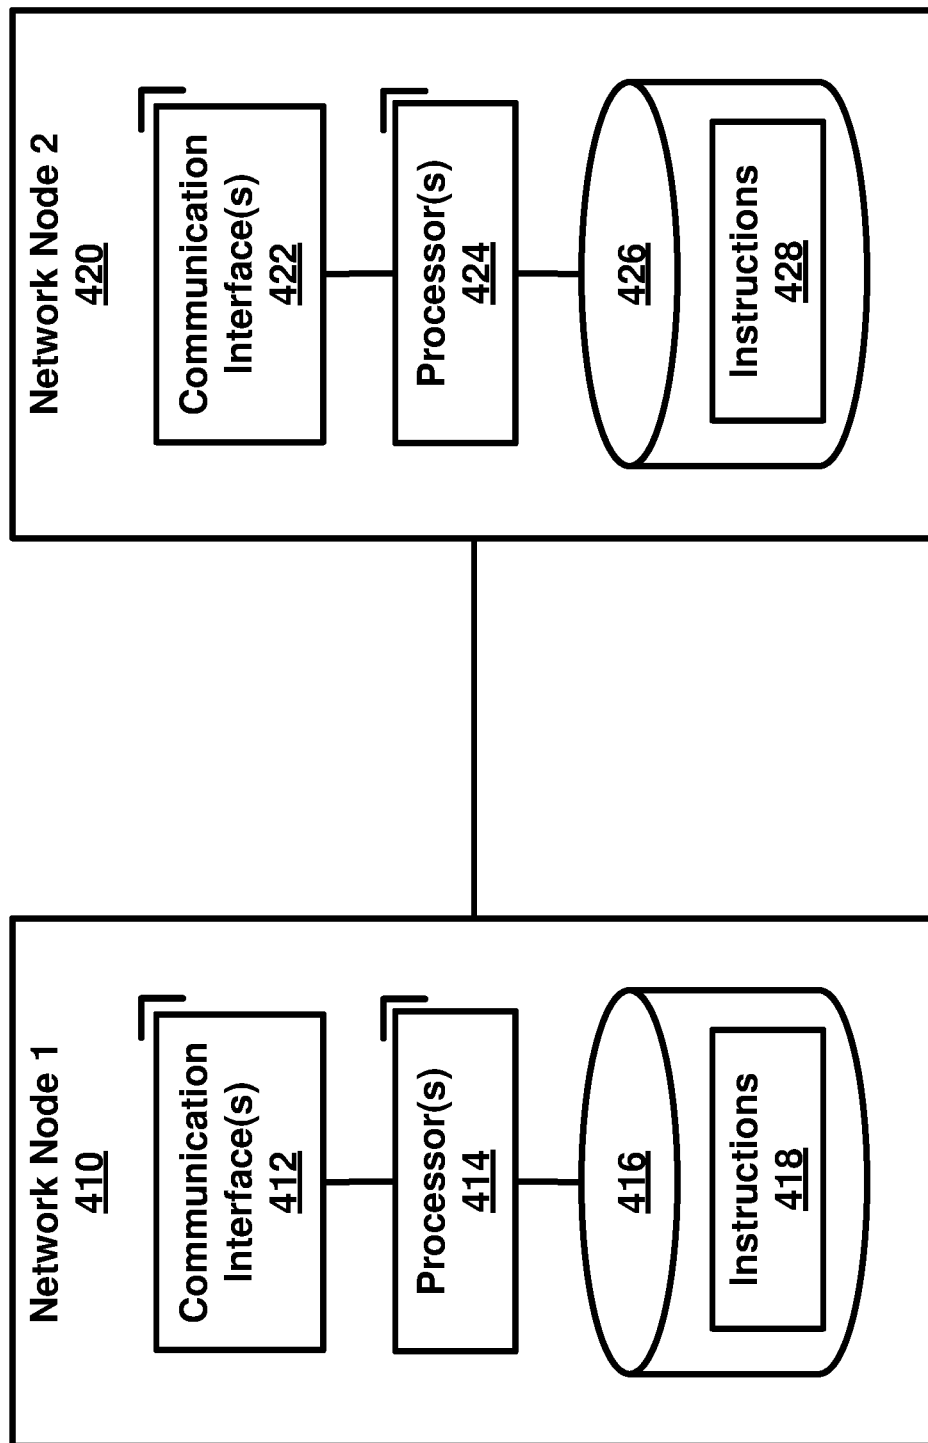 Network Node 1
410
Communication
Interface(s)
412
Processor(s)
414
416
Instructions
418
Network Node 2
420
Communication
Interface(s)
422
Processor(s)
424
426
Instructions
428